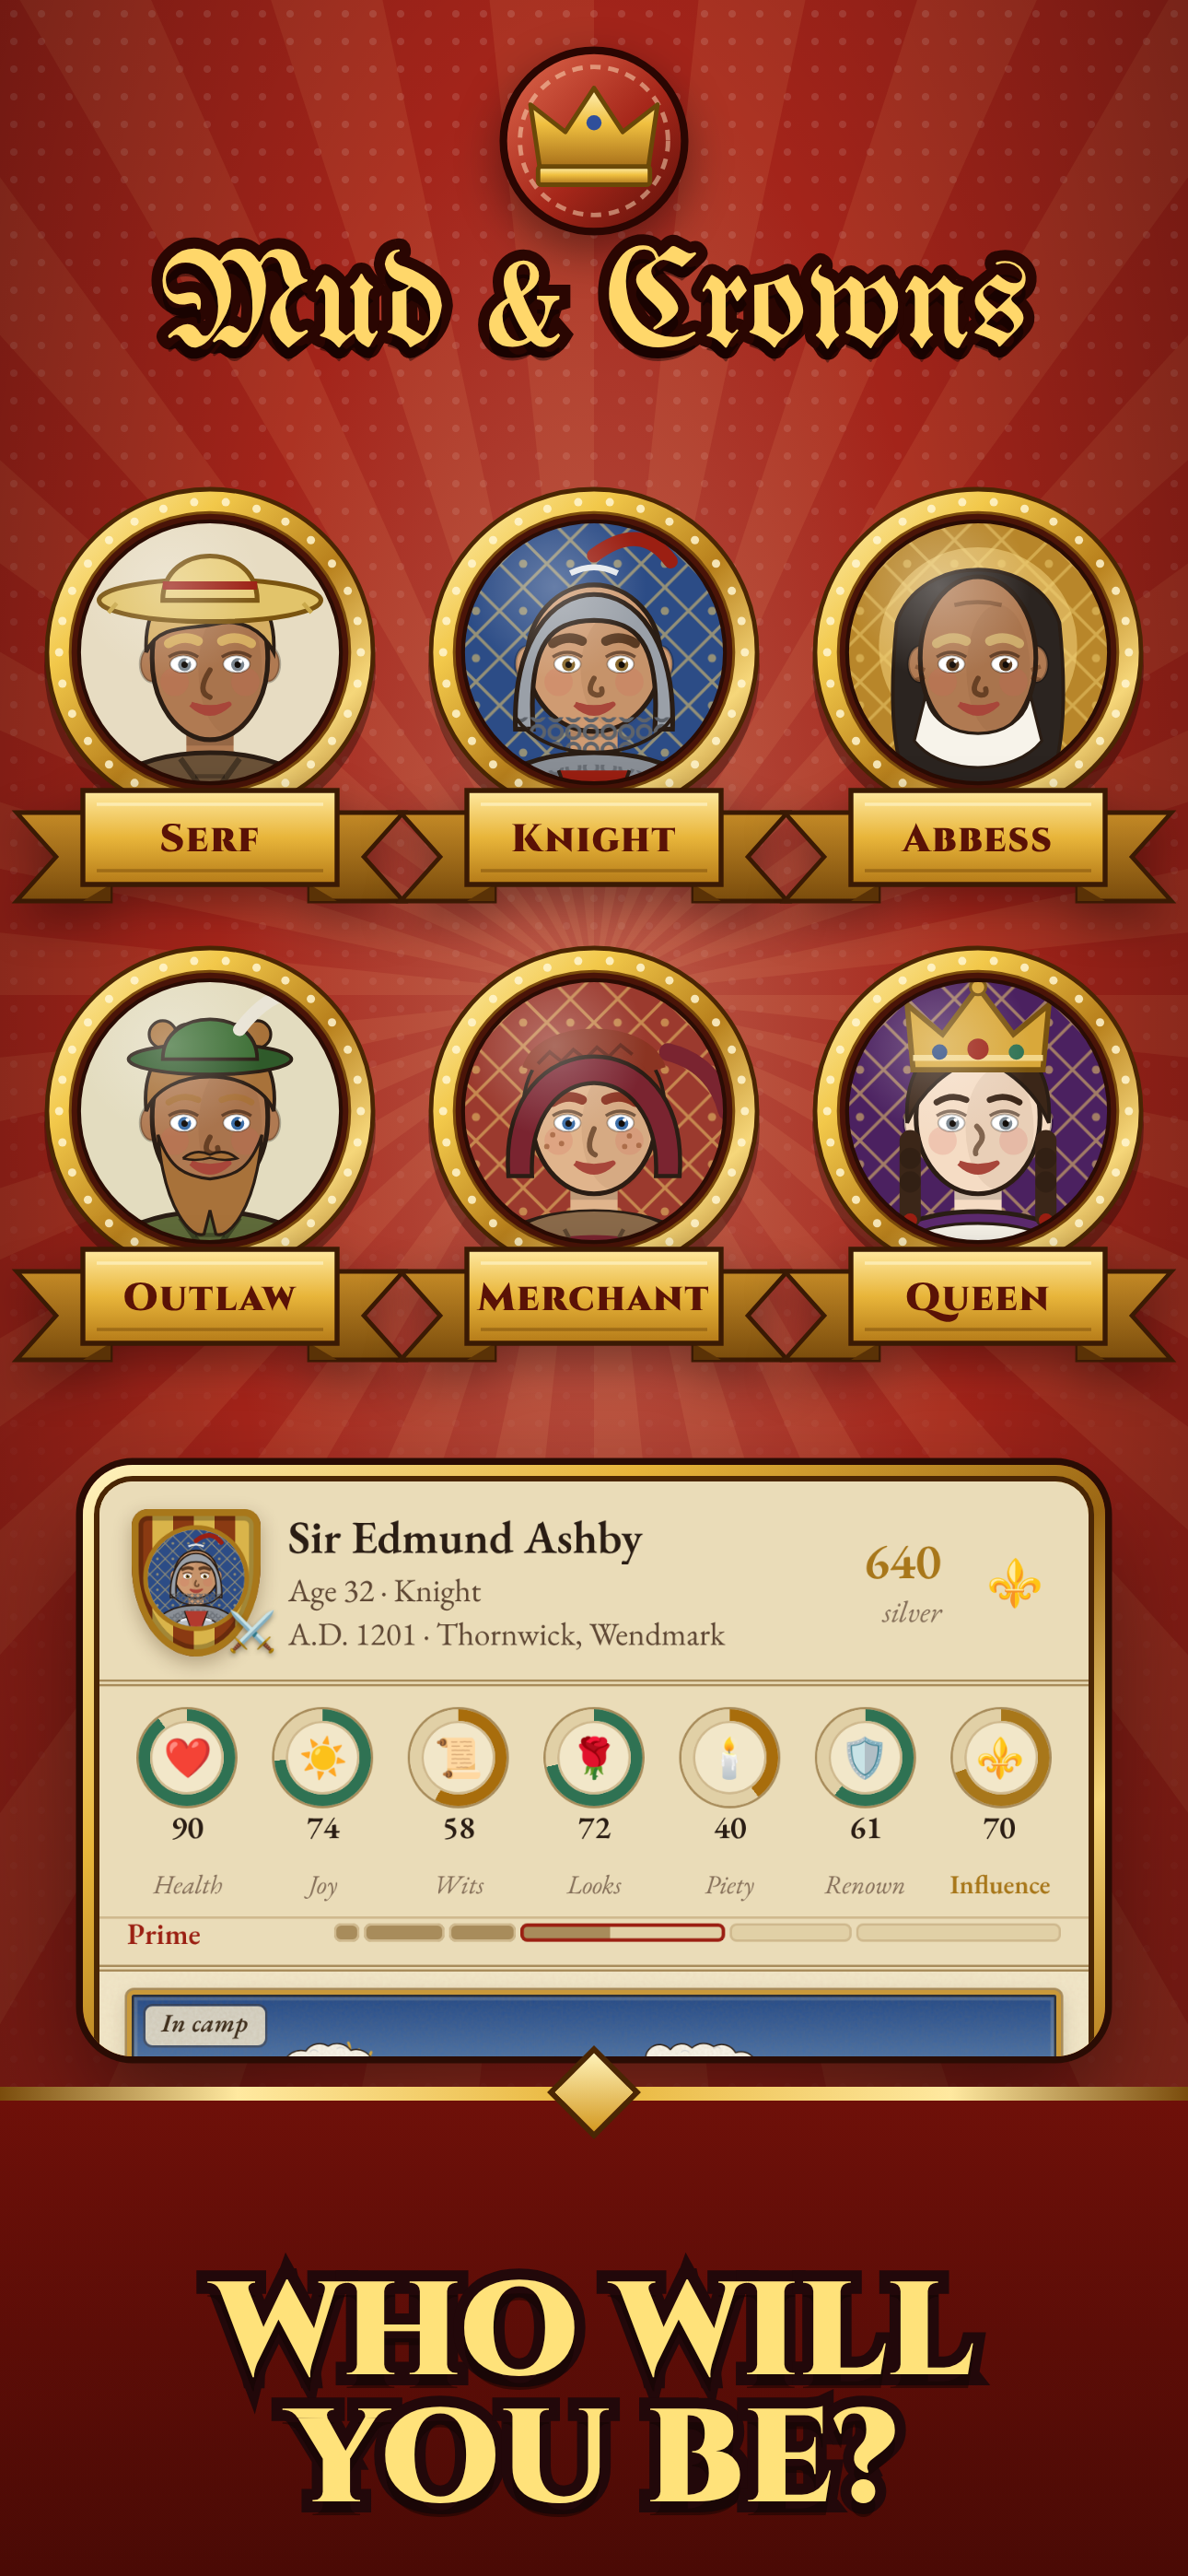 Mud & Crowns
SERF
KNIGHT
ABBESS
OUTLAW
MERCHANT
QUEEN
Sir Edmund Ashby
Age 32 · Knight
A.D. 1201 · Thornwick, Wendmark
640
silver
90
74
58
72
40
61
70
Health
Joy
Wits
Looks
Piety
Renown
Influence
Prime
In camp
WHO WILL
YOU BE?